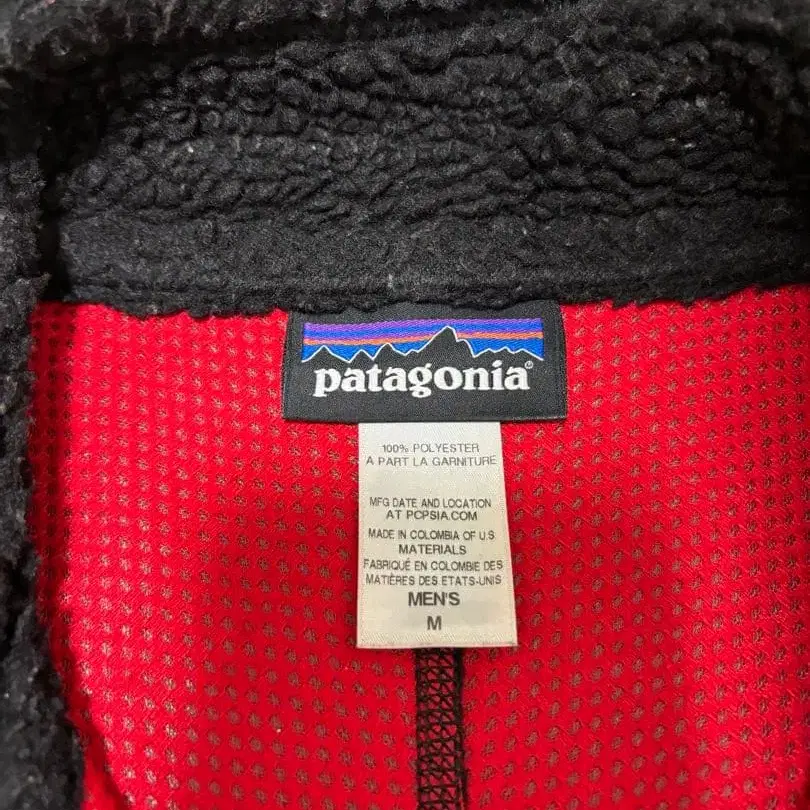 patagonia®
100% POLYESTER
A PART LA GARNITURE
MFG DATE AND LOCATION
AT PCPSIA.COM
MADE IN COLOMBIA OF U.S
MATERIALS
FABRIQUÉ EN COLOMBIE DES
MATIÈRES DES ETATS-UNIS
MEN'S
M